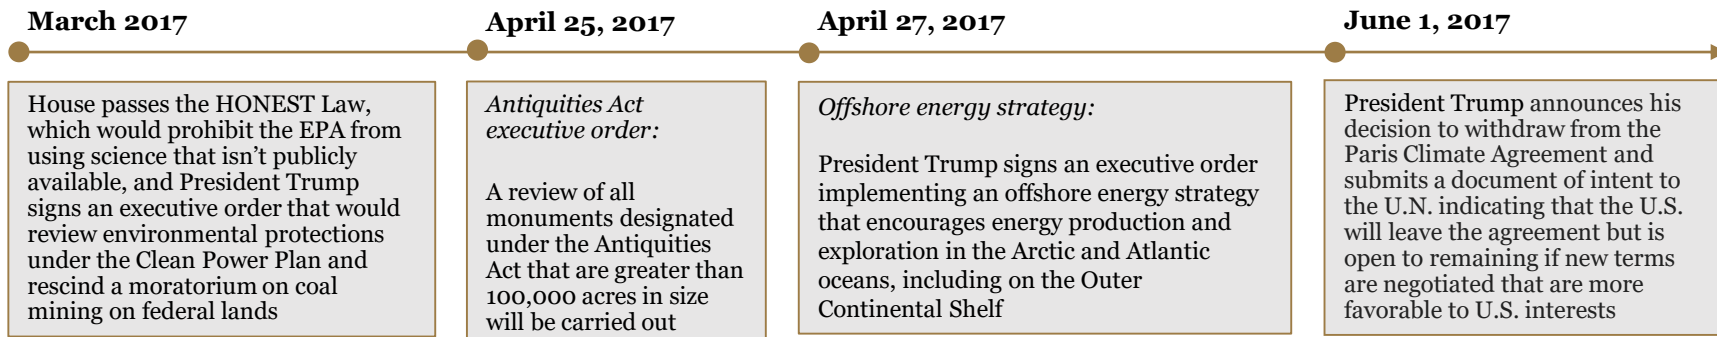 March 2017
House passes the HONEST Law,
which would prohibit the EPA from
using science that isn't publicly
available, and President Trump
signs an executive order that would
review environmental protections
under the Clean Power Plan and
rescind a moratorium on coal
mining on federal lands
April 25, 2017
Antiquities Act
executive order:
A review of all
monuments designated
under the Antiquities
Act that are greater than
100,000 acres in size
will be carried out
April 27, 2017
Offshore energy strategy:
President Trump signs an executive order
implementing an offshore energy strategy
that encourages energy production and
exploration in the Arctic and Atlantic
oceans, including on the Outer
Continental Shelf
June 1, 2017
President Trump announces his
decision to withdraw from the
Paris Climate Agreement and
submits a document of intent to
the U.N. indicating that the U.S.
will leave the agreement but is
open to remaining if new terms
are negotiated that are more
favorable to U.S. interests